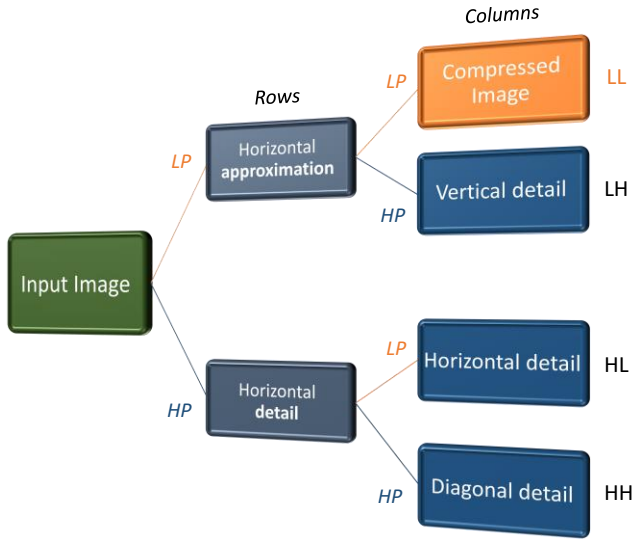 Columns
Rows
LP
Compressed
Image
LL
LP
Horizontal
approximation
HP
Vertical detail
LH
Input Image
HP
Horizontal
detail
LP
Horizontal detail
HL
HP
Diagonal detail
HH